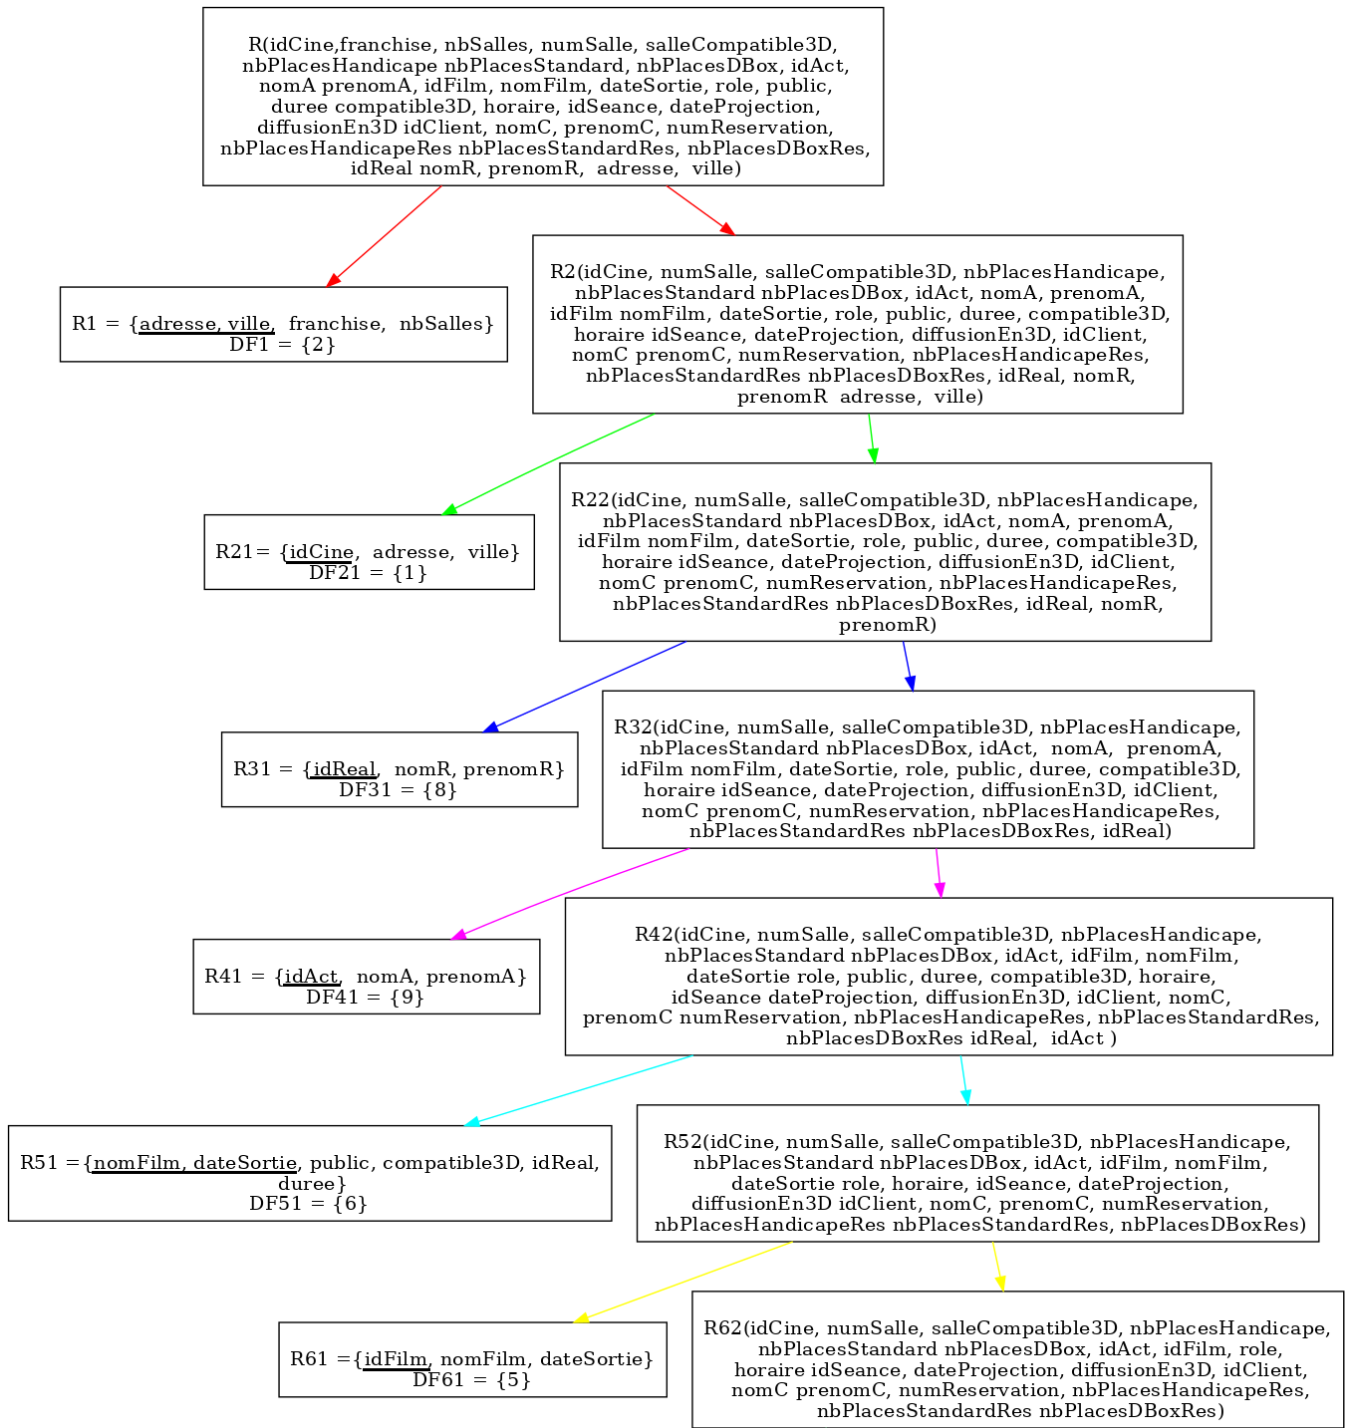 R(idCine,franchise, nbSalles, numSalle, salleCompatible3D,
nbPlacesHandicape nbPlacesStandard, nbPlacesDBox, idAct,
nomA prenomA, idFilm, nomFilm, dateSortie, role, public,
duree compatible3D, horaire, idSeance, dateProjection,
diffusionEn3D idClient, nomC, prenomC, numReservation,
nbPlacesHandicapeRes nbPlacesStandardRes, nbPlacesDBoxRes,
idReal nomR, prenomR, adresse, ville)
R1 = {adresse, ville, franchise, nbSalles}
DF1 = {2}
R2(idCine, numSalle, salleCompatible3D, nbPlacesHandicape,
nbPlacesStandard nbPlacesDBox, idAct, nomA, prenomA,
idFilm nomFilm, dateSortie, role, public, duree, compatible3D,
horaire idSeance, dateProjection, diffusionEn3D, idClient,
nomC prenomC, numReservation, nbPlacesHandicapeRes,
nbPlacesStandardRes nbPlacesDBoxRes, idReal, nomR,
prenomR adresse, ville)
R21= {idCine, adresse, ville}
DF21 = {1}
R22(idCine, numSalle, salleCompatible3D, nbPlacesHandicape,
nbPlacesStandard nbPlacesDBox, idAct, nomA, prenomA,
idFilm nomFilm, dateSortie, role, public, duree, compatible3D,
horaire idSeance, dateProjection, diffusionEn3D, idClient,
nomC prenomC, numReservation, nbPlacesHandicapeRes,
nbPlacesStandardRes nbPlacesDBoxRes, idReal, nomR,
prenomR)
R31 = {idReal, nomR, prenomR}
DF31 = {8}
R32(idCine, numSalle, salleCompatible3D, nbPlacesHandicape,
nbPlacesStandard nbPlacesDBox, idAct, nomA, prenomA,
idFilm nomFilm, dateSortie, role, public, duree, compatible3D,
horaire idSeance, dateProjection, diffusionEn3D, idClient,
nomC prenomC, numReservation, nbPlacesHandicapeRes,
nbPlacesStandardRes nbPlacesDBoxRes, idReal)
R41 = {idAct, nomA, prenomA}
DF41 = {9}
R42(idCine, numSalle, salleCompatible3D, nbPlacesHandicape,
nbPlacesStandard nbPlacesDBox, idAct, idFilm, nomFilm,
dateSortie role, public, duree, compatible3D, horaire,
idSeance dateProjection, diffusionEn3D, idClient, nomC,
prenomC numReservation, nbPlacesHandicapeRes, nbPlacesStandardRes,
nbPlacesDBoxRes idReal, idAct )
R51 ={nomFilm, dateSortie, public, compatible3D, idReal,
duree}
DF51 = {6}
R52(idCine, numSalle, salleCompatible3D, nbPlacesHandicape,
nbPlacesStandard nbPlacesDBox, idAct, idFilm, nomFilm,
dateSortie role, horaire, idSeance, dateProjection,
diffusionEn3D idClient, nomC, prenomC, numReservation,
nbPlacesHandicapeRes nbPlacesStandardRes, nbPlacesDBoxRes)
R61 ={idFilm, nomFilm, dateSortie}
DF61 = {5}
R62(idCine, numSalle, salleCompatible3D, nbPlacesHandicape,
nbPlacesStandard nbPlacesDBox, idAct, idFilm, role,
horaire idSeance, dateProjection, diffusionEn3D, idClient,
nomC prenomC, numReservation, nbPlacesHandicapeRes,
nbPlacesStandardRes nbPlacesDBoxRes)